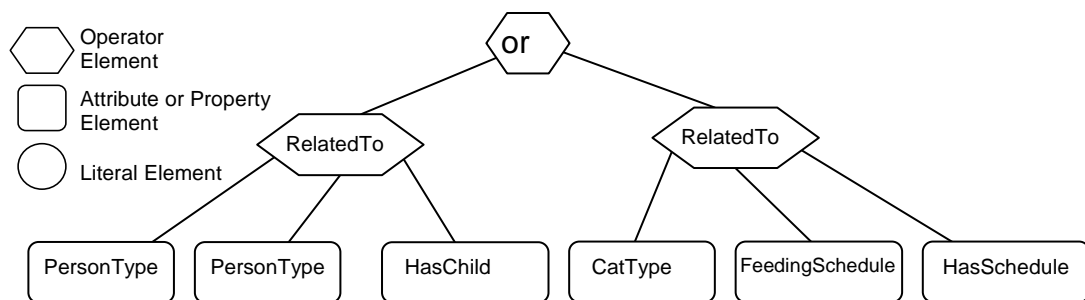 Operator
Element
Attribute or Property
Element
Literal Element
or
RelatedTo
RelatedTo
PersonType
PersonType
HasChild
CatType
FeedingSchedule
HasSchedule